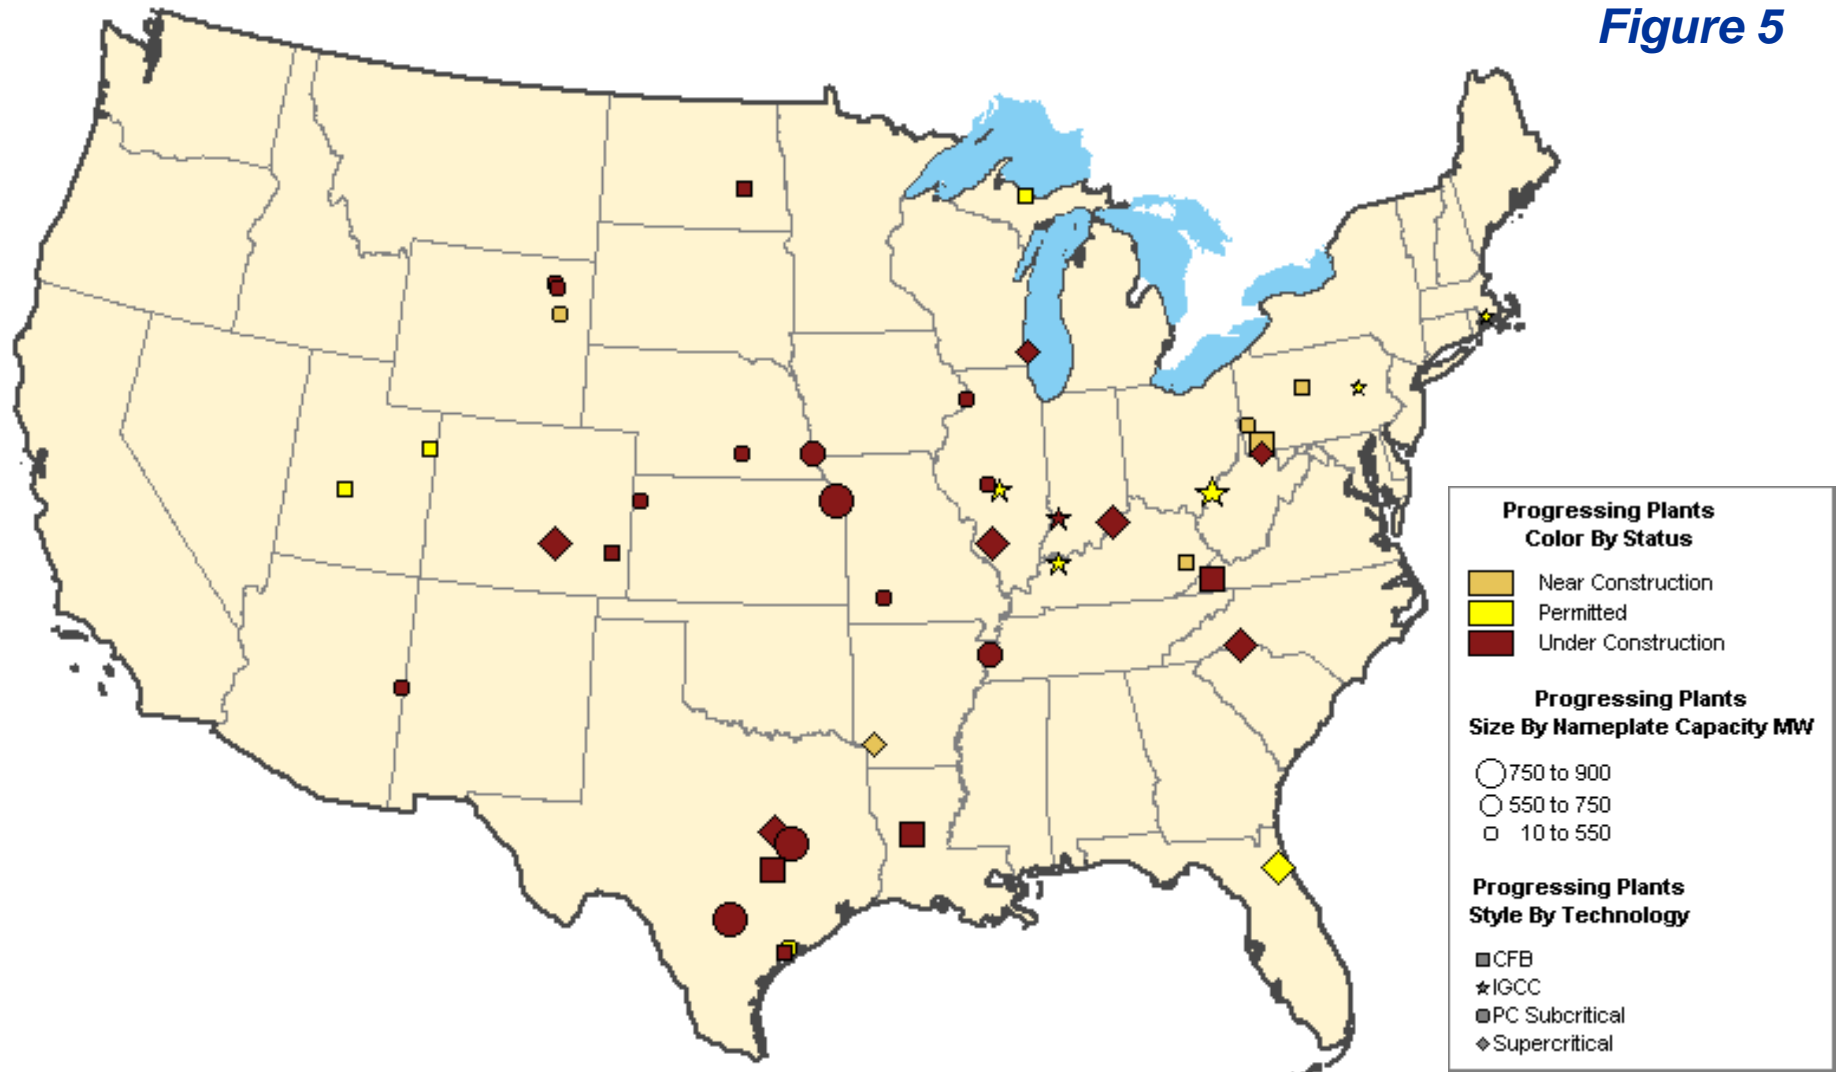 Figure 5
Progressing Plants
Color By Status
Near Construction
Permitted
Under Construction
Progressing Plants
Size By Nameplate Capacity MW
750 to 900
550 to 750
10 to 550
Progressing Plants
Style By Technology
CFB
IGCC
PC Subcritical
Supercritical